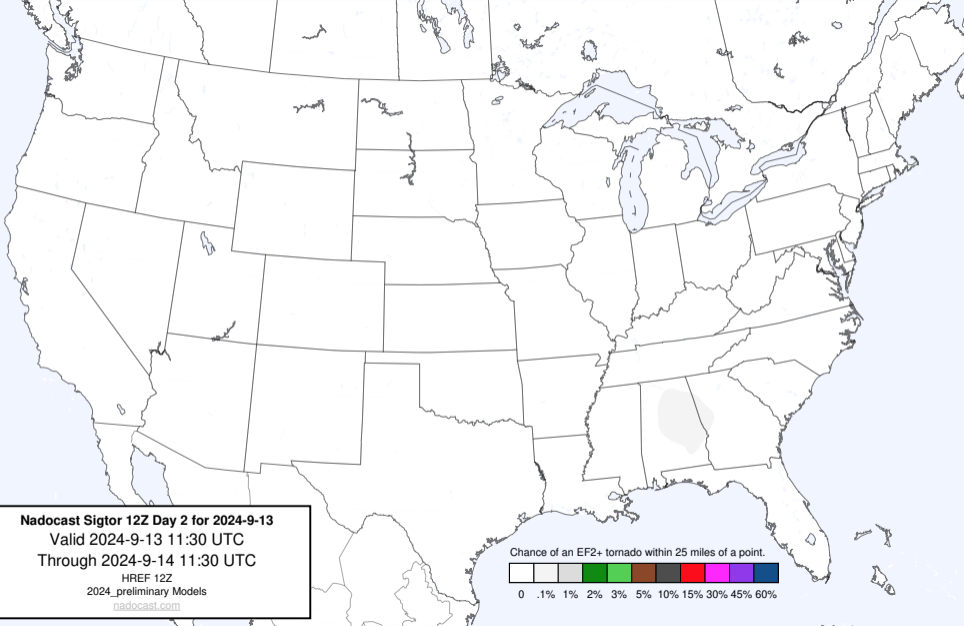 Nadocast Sigtor 12Z Day 2 for 2024-9-13
Valid 2024-9-13 11:30 UTC
Through 2024-9-14 11:30 UTC
HREF 12Z
2024_preliminary Models
nadocast.com
Chance of an EF2+ tornado within 25 miles of a point.
0 .1% 1% 2% 3% 5% 10% 15% 30% 45% 60%